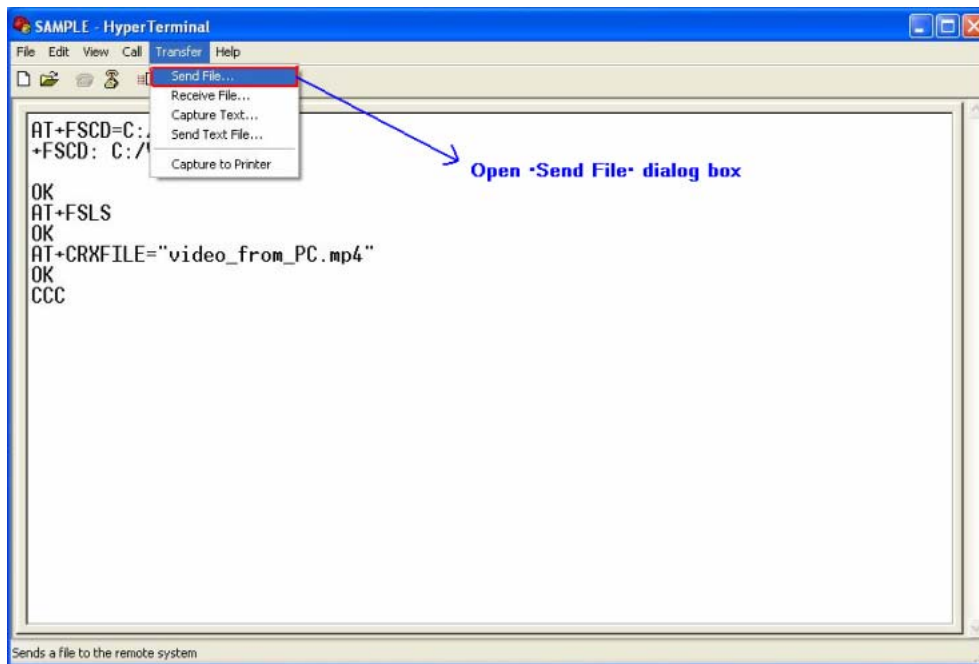 SAMPLE - HyperTerminal
File Edit View Call Transfer Help
Send File...
Receive File...
Capture Text...
Send Text File...
Capture to Printer
Open •Send File• dialog box
AT+FSCD=C:/
+FSCD: C:/
OK
AT+FSLS
OK
AT+CRXFILE="video_from_PC.mp4"
OK
CCC
Sends a file to the remote system